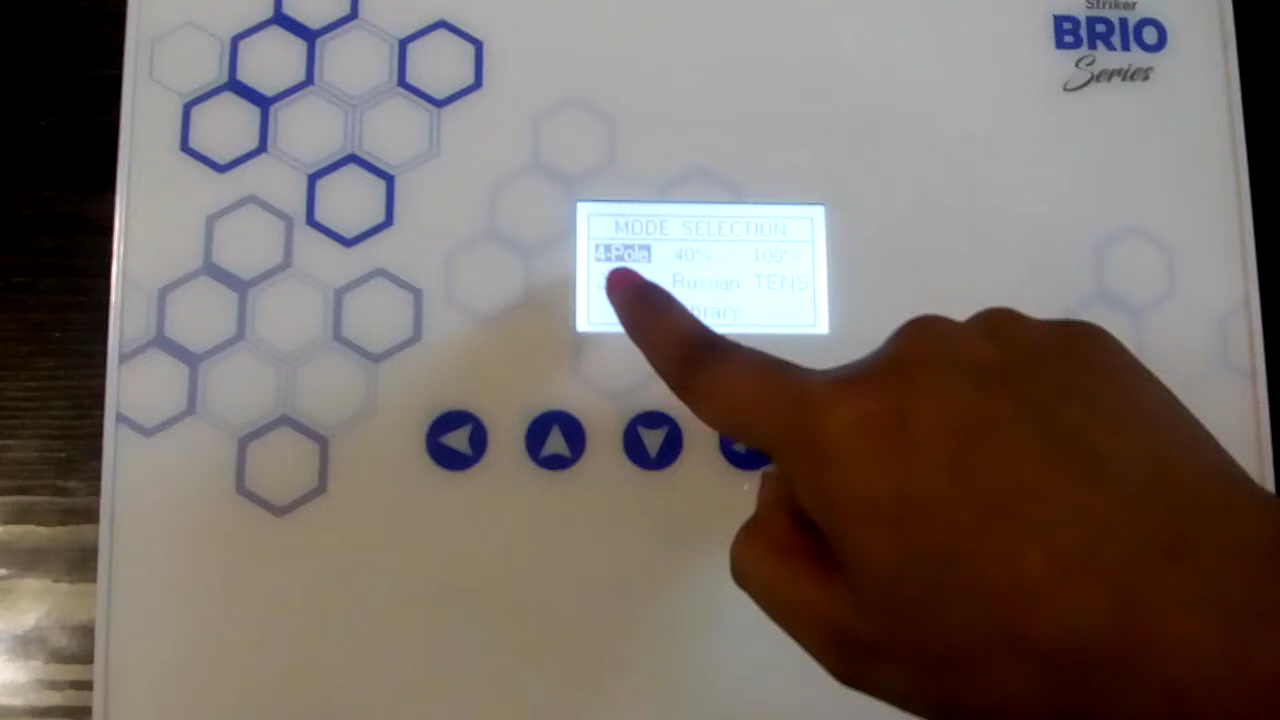 Striker
BRIO
Series
MODE SELECTION
4-Pole 40% 100%
Russian TENS